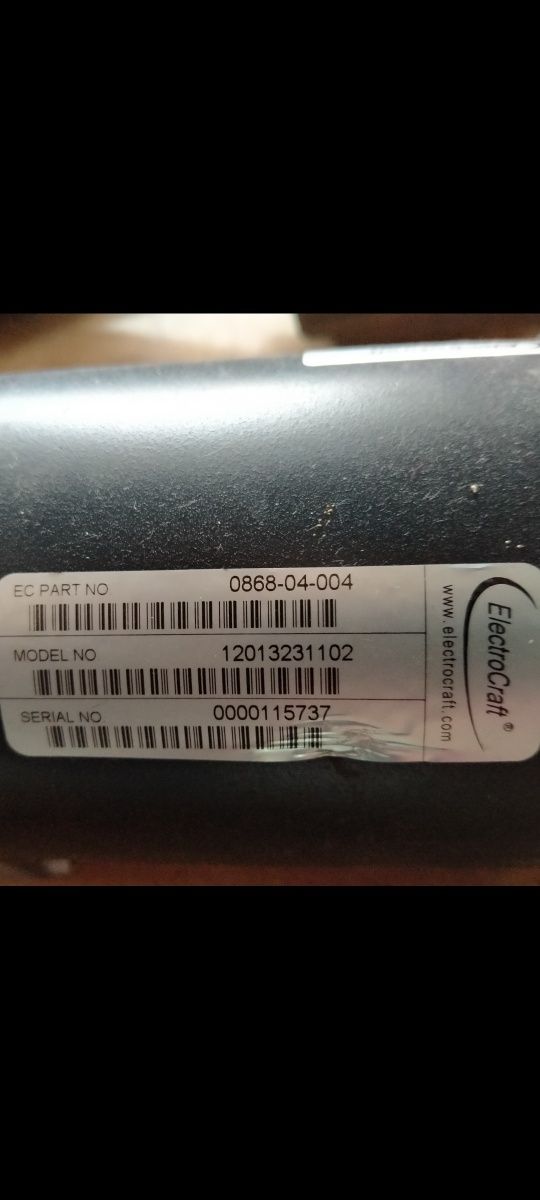 EC PART NO 0868-04-004
MODEL NO 12013231102
SERIAL NO 0000115737
ElectroCraft®
www.electrocraft.com